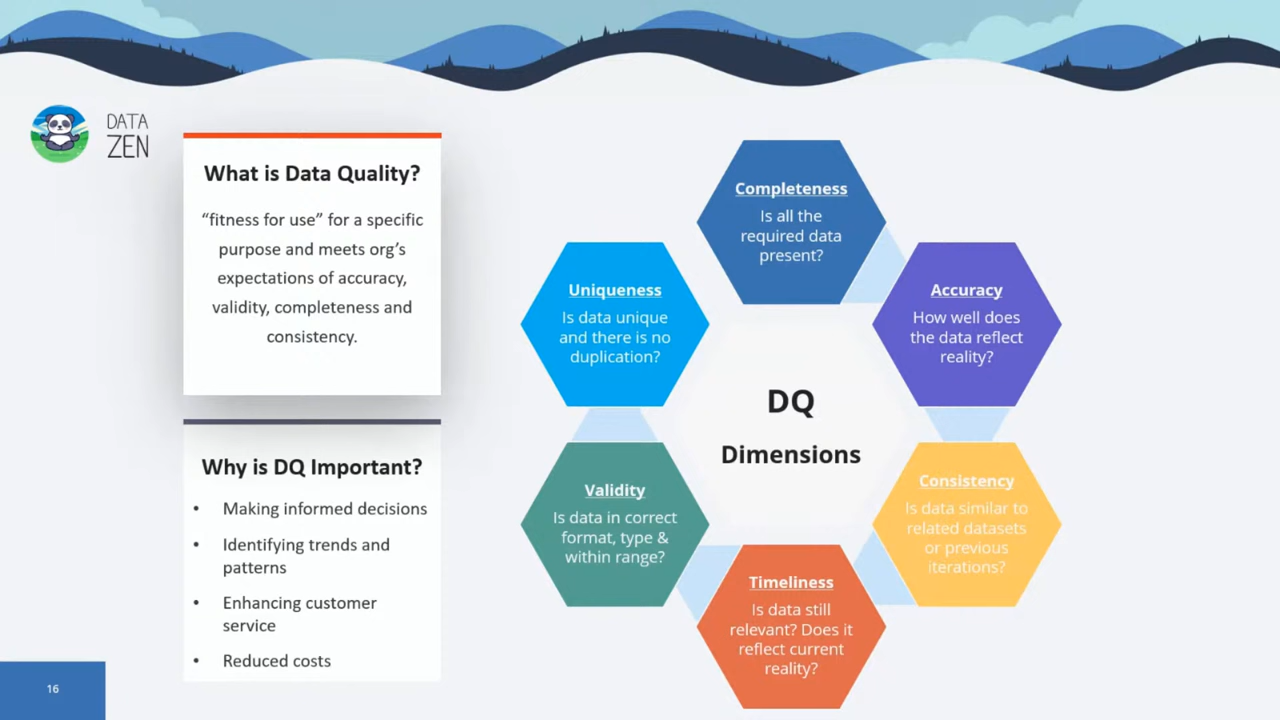 DATA
ZEN
What is Data Quality?
“fitness for use” for a specific
purpose and meets org’s
expectations of accuracy,
validity, completeness and
consistency.
Why is DQ Important?
• Making informed decisions
• Identifying trends and
patterns
• Enhancing customer
service
• Reduced costs
Completeness
Is all the
required data
present?
Accuracy
How well does
the data reflect
reality?
Consistency
Is data similar to
related datasets
or previous
iterations?
Timeliness
Is data still
relevant? Does it
reflect current
reality?
Validity
Is data in correct
format, type &
within range?
Uniqueness
Is data unique
and there is no
duplication?
DQ
Dimensions
16